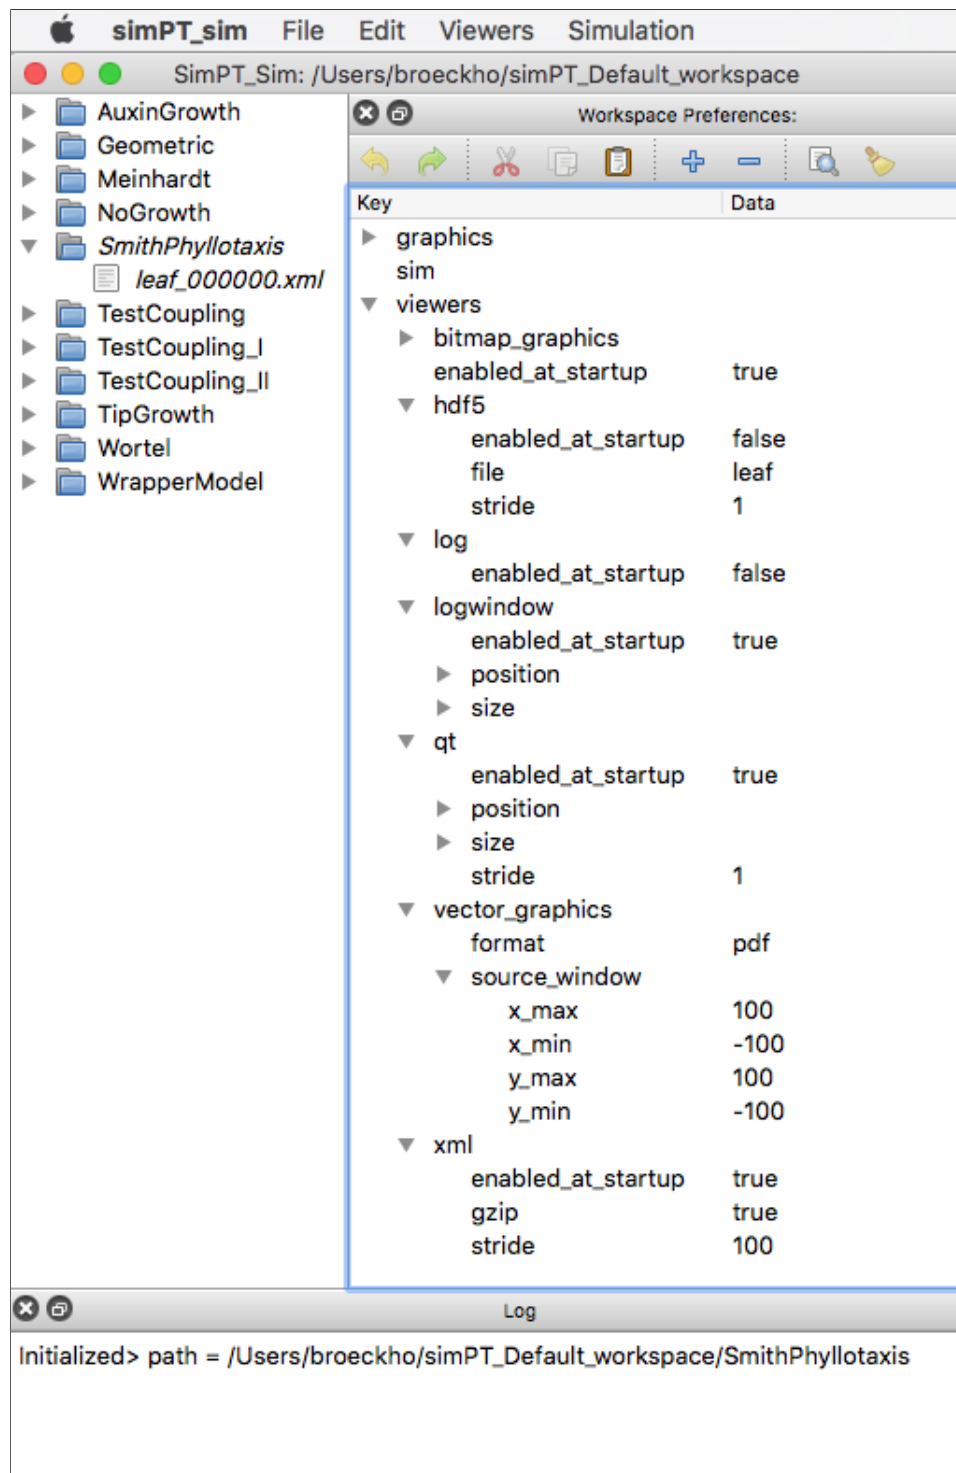 simPT_sim File Edit Viewers Simulation
SimPT_Sim: /Users/broeckho/simPT_Default_workspace
AuxinGrowth
Geometric
Meinhardt
NoGrowth
SmithPhyllotaxis
leaf_000000.xml
TestCoupling
TestCoupling_I
TestCoupling_II
TipGrowth
Wortel
WrapperModel
Workspace Preferences:
Key Data
graphics
sim
viewers
bitmap_graphics
enabled_at_startup true
hdf5
enabled_at_startup false
file leaf
stride 1
log
enabled_at_startup false
logwindow
enabled_at_startup true
position
size
qt
enabled_at_startup true
position
size
stride 1
vector_graphics
format pdf
source_window
x_max 100
x_min -100
y_max 100
y_min -100
xml
enabled_at_startup true
gzip true
stride 100
Log
Initialized> path = /Users/broeckho/simPT_Default_workspace/SmithPhyllotaxis